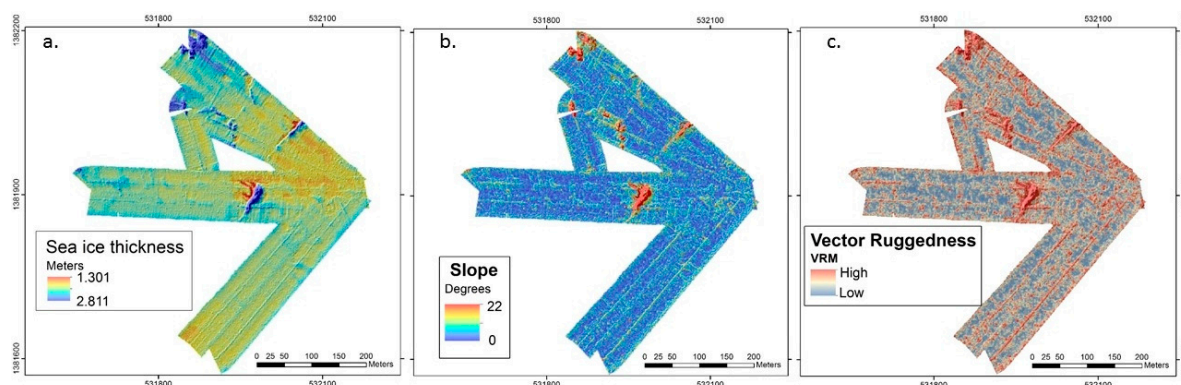 531800 532100
531800 532100
531800 532100
1382200
1381900
1381600
a.
b.
c.
Sea ice thickness
Meters
1.301
2.811
Slope
Degrees
22
0
Vector Ruggedness
VRM
High
Low
0 25 50 100 150 200
Meters
0 25 50 100 150 200
Meters
0 25 50 100 150 200
Meters
531800 532100
531800 532100
531800 532100